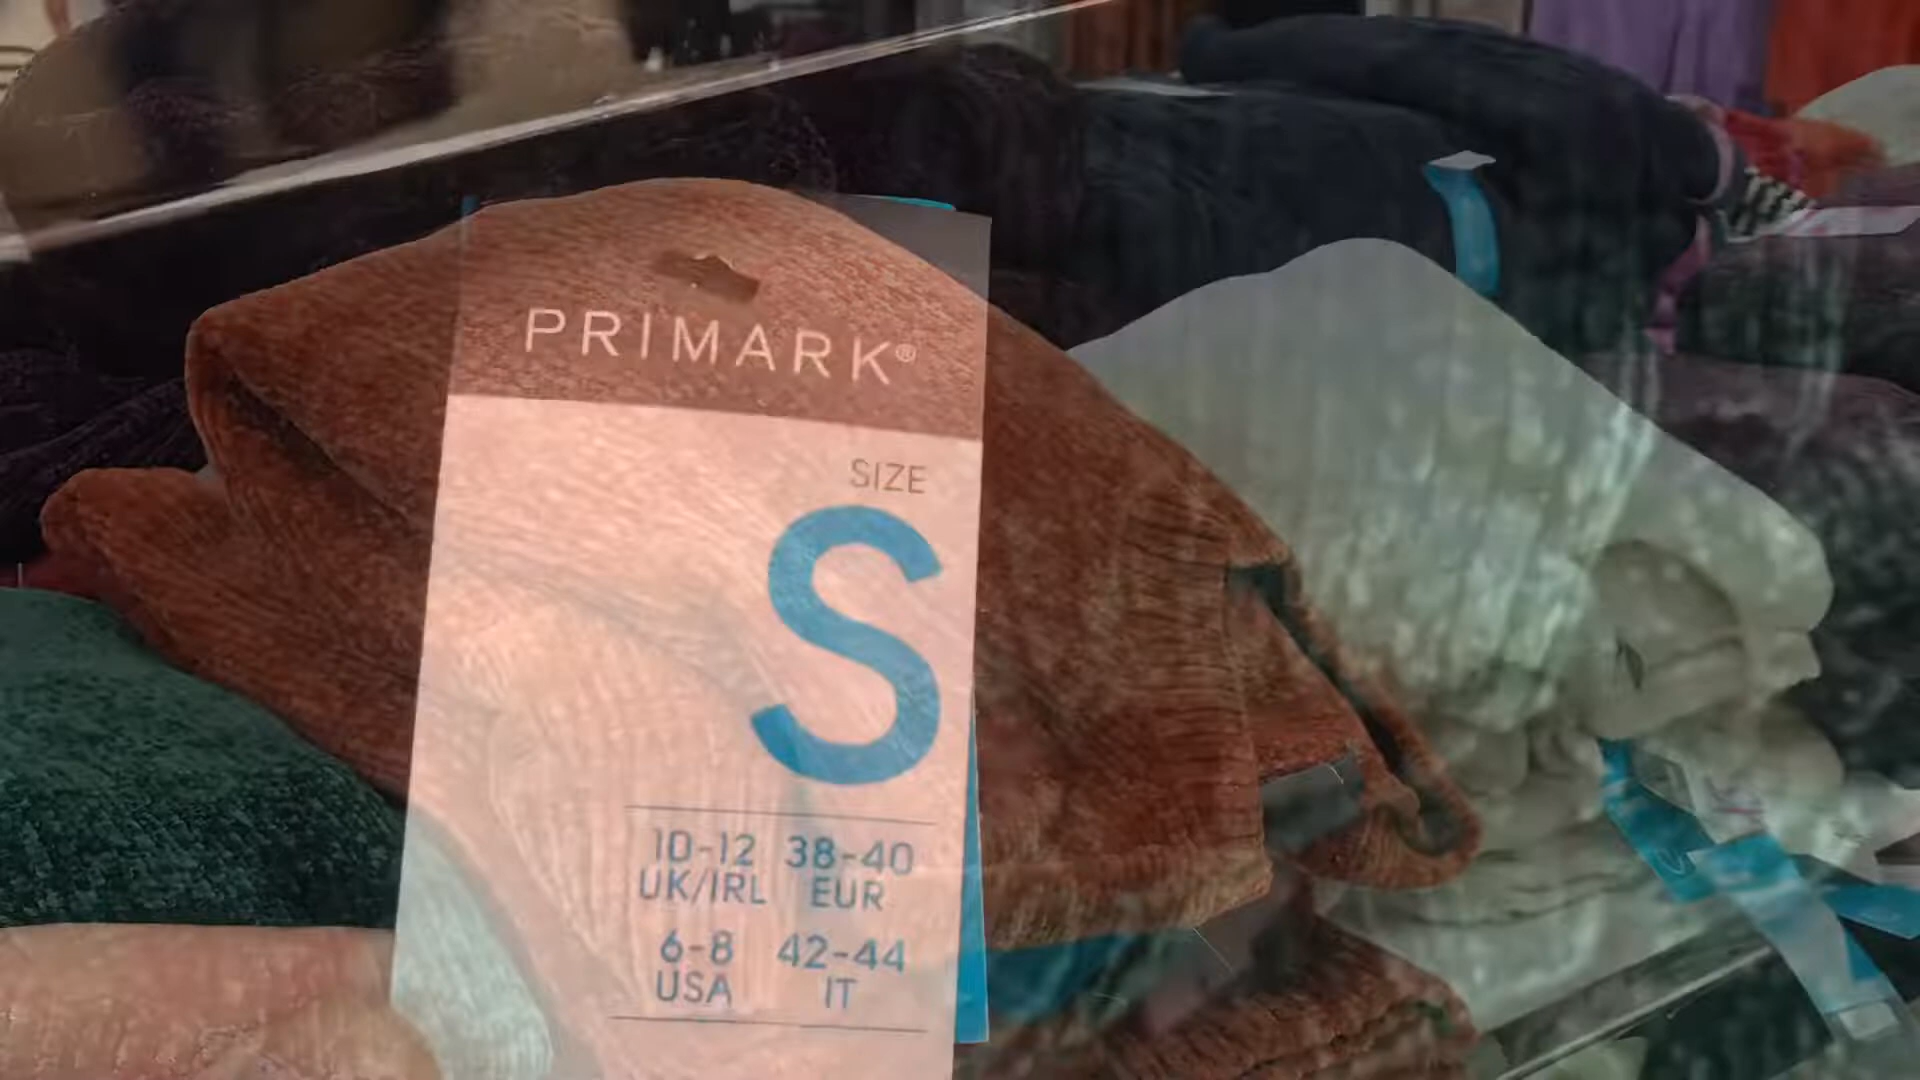 PRIMARK®
SIZE
S
10-12 38-40
UK/IRL EUR
6-8 42-44
USA IT